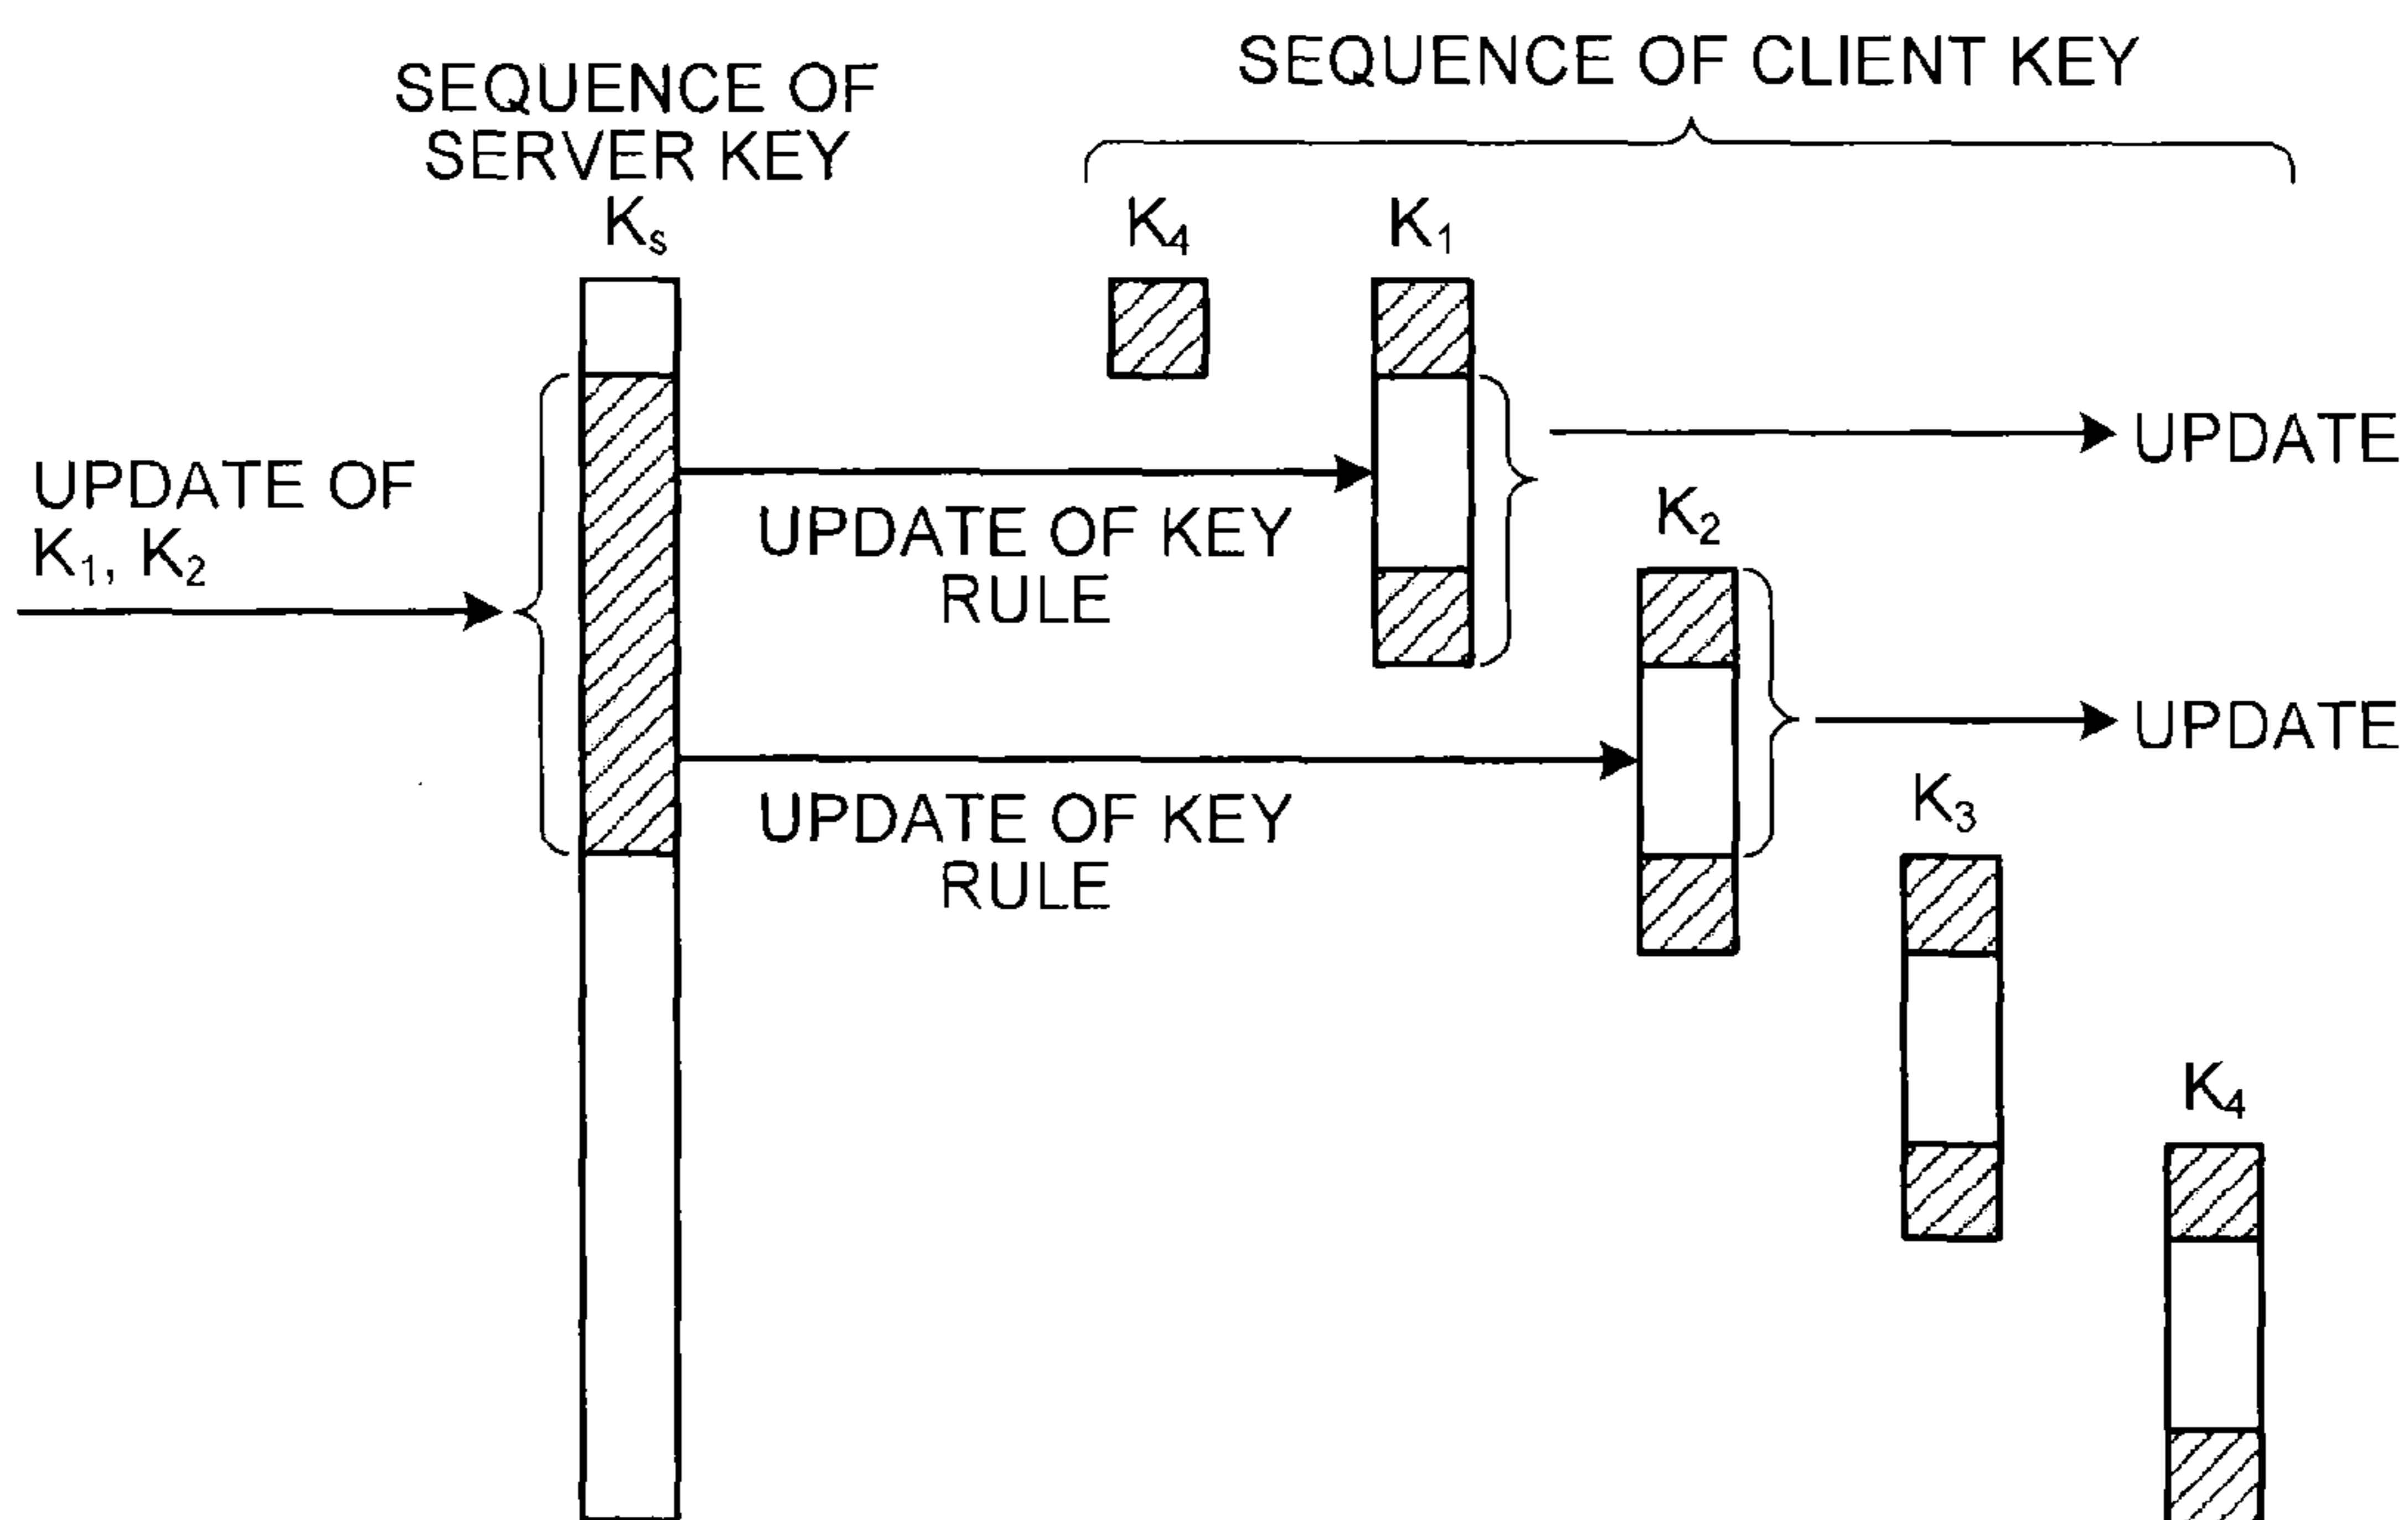 SEQUENCE OF CLIENT KEY
SEQUENCE OF
SERVER KEY
Kₛ
K₄
K₁
UPDATE
UPDATE OF
K₁, K₂
UPDATE OF KEY
RULE
K₂
UPDATE
K₃
UPDATE OF KEY
RULE
K₄